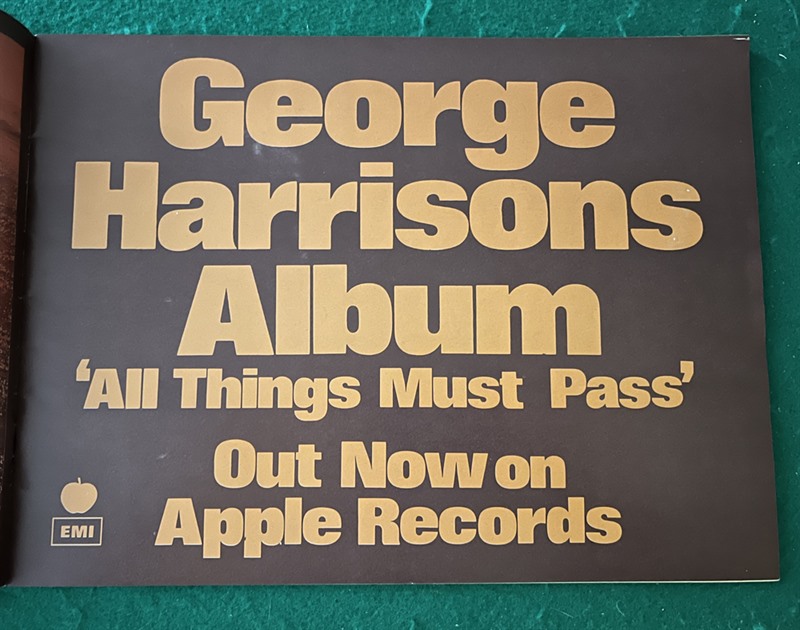 George
Harrisons
Album
‘All Things Must Pass’
Out Now on
Apple Records
EMI